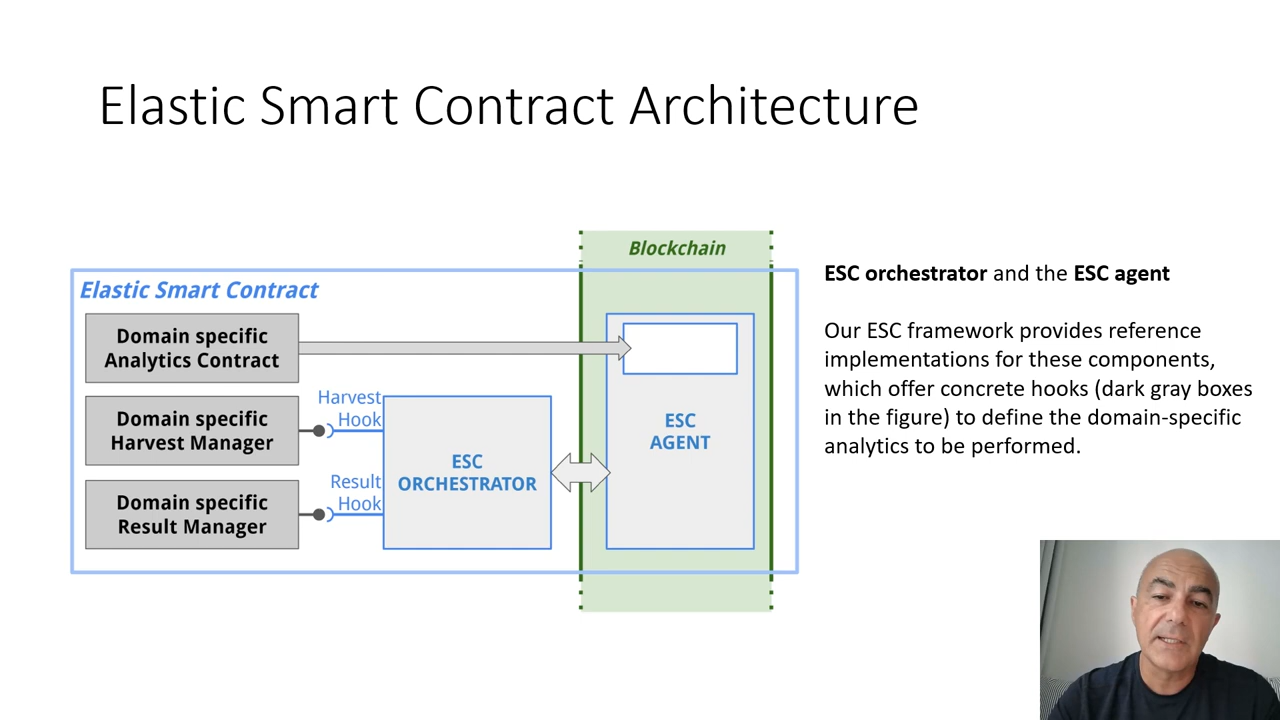 Elastic Smart Contract Architecture
Blockchain
Elastic Smart Contract
Domain specific
Analytics Contract
Domain specific
Harvest Manager
Domain specific
Result Manager
Harvest
Hook
Result
Hook
ESC
ORCHESTRATOR
ESC
AGENT
ESC orchestrator and the ESC agent
Our ESC framework provides reference
implementations for these components,
which offer concrete hooks (dark gray boxes
in the figure) to define the domain-specific
analytics to be performed.